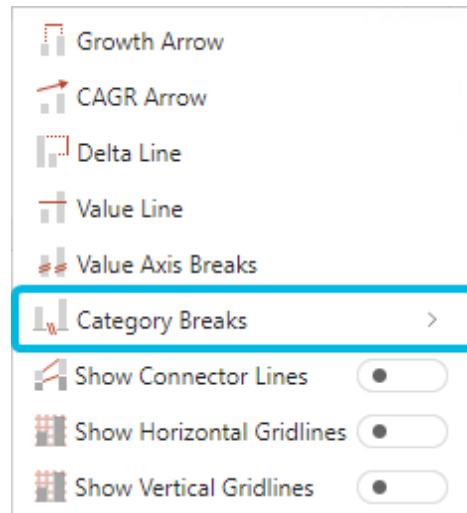 Growth Arrow
CAGR Arrow
Delta Line
Value Line
Value Axis Breaks
Category Breaks
Show Connector Lines
Show Horizontal Gridlines
Show Vertical Gridlines